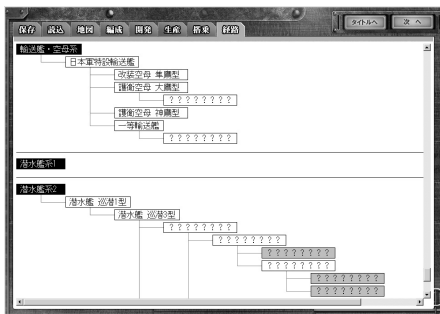 タイトルへ 次 へ
保存 読込 地図 編成 開発 生産 搭乗 経路
輸送艦・空母系
日本軍特設輸送艦
改装空母 隼鷹型
護衛空母 大鷹型
？？？？？？？？
護衛空母 神鷹型
一等輸送艦
？？？？？？？？
潜水艦系1
潜水艦系2
潜水艦 巡潜1型
潜水艦 巡潜3型
？？？？？？？？
？？？？？？？？
？？？？？？？？
？？？？？？？？
？？？？？？？？
？？？？？？？？